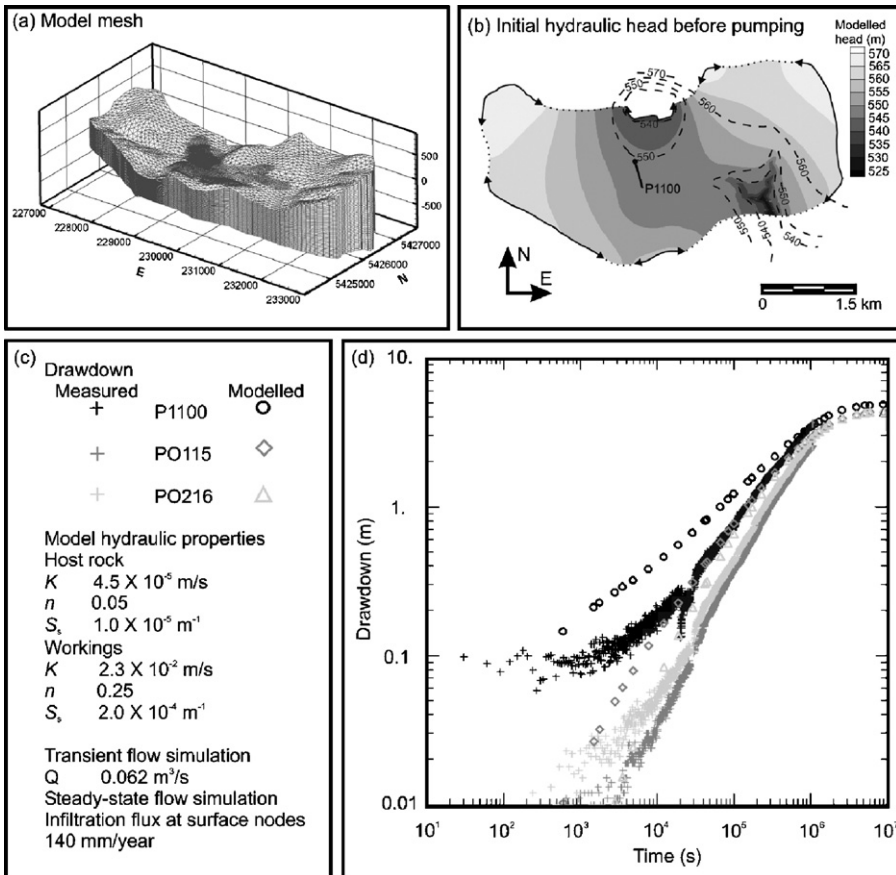 (a) Model mesh
500
0
-500
227000
228000
229000
230000
231000
232000
233000
E
5425000
5426000
5427000
N
(b) Initial hydraulic head before pumping
Modelled
head (m)
570
565
560
555
550
545
540
535
530
525
570
550
540
550
560
560
550
550
540
540
P1100
N
E
0 1.5 km
(c)
Drawdown
Measured Modelled
P1100
PO115
PO216
Model hydraulic properties
Host rock
K 4.5 X 10⁻⁵ m/s
n 0.05
Sₛ 1.0 X 10⁻⁵ m⁻¹
Workings
K 2.3 X 10⁻² m/s
n 0.25
Sₛ 2.0 X 10⁻⁴ m⁻¹
Transient flow simulation
Q 0.062 m³/s
Steady-state flow simulation
Infiltration flux at surface nodes
140 mm/year
(d)
10.
1.
0.1
0.01
Drawdown (m)
10¹ 10² 10³ 10⁴ 10⁵ 10⁶ 10⁷
Time (s)